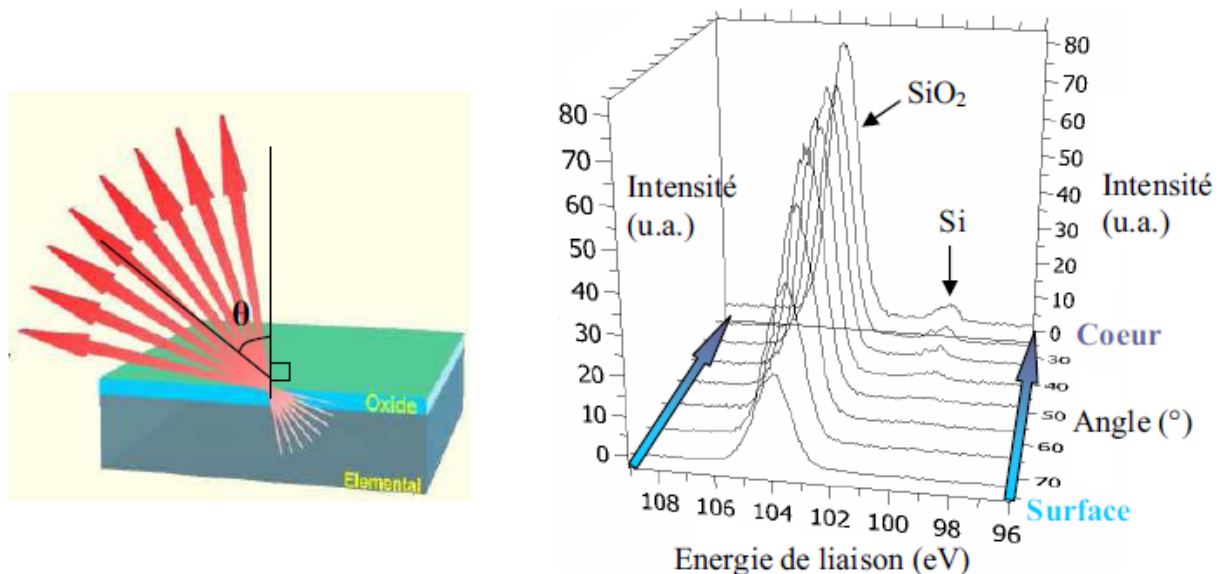 θ
Oxide
Elemental
80
70
60
50
40
30
20
10
0
Intensité
(u.a.)
SiO₂
Si
80
70
60
50
40
30
20
10
0
Intensité
(u.a.)
Coeur
30
40
50
60
70
Angle (°)
Surface
108
106
104
102
100
98
96
Energie de liaison (eV)